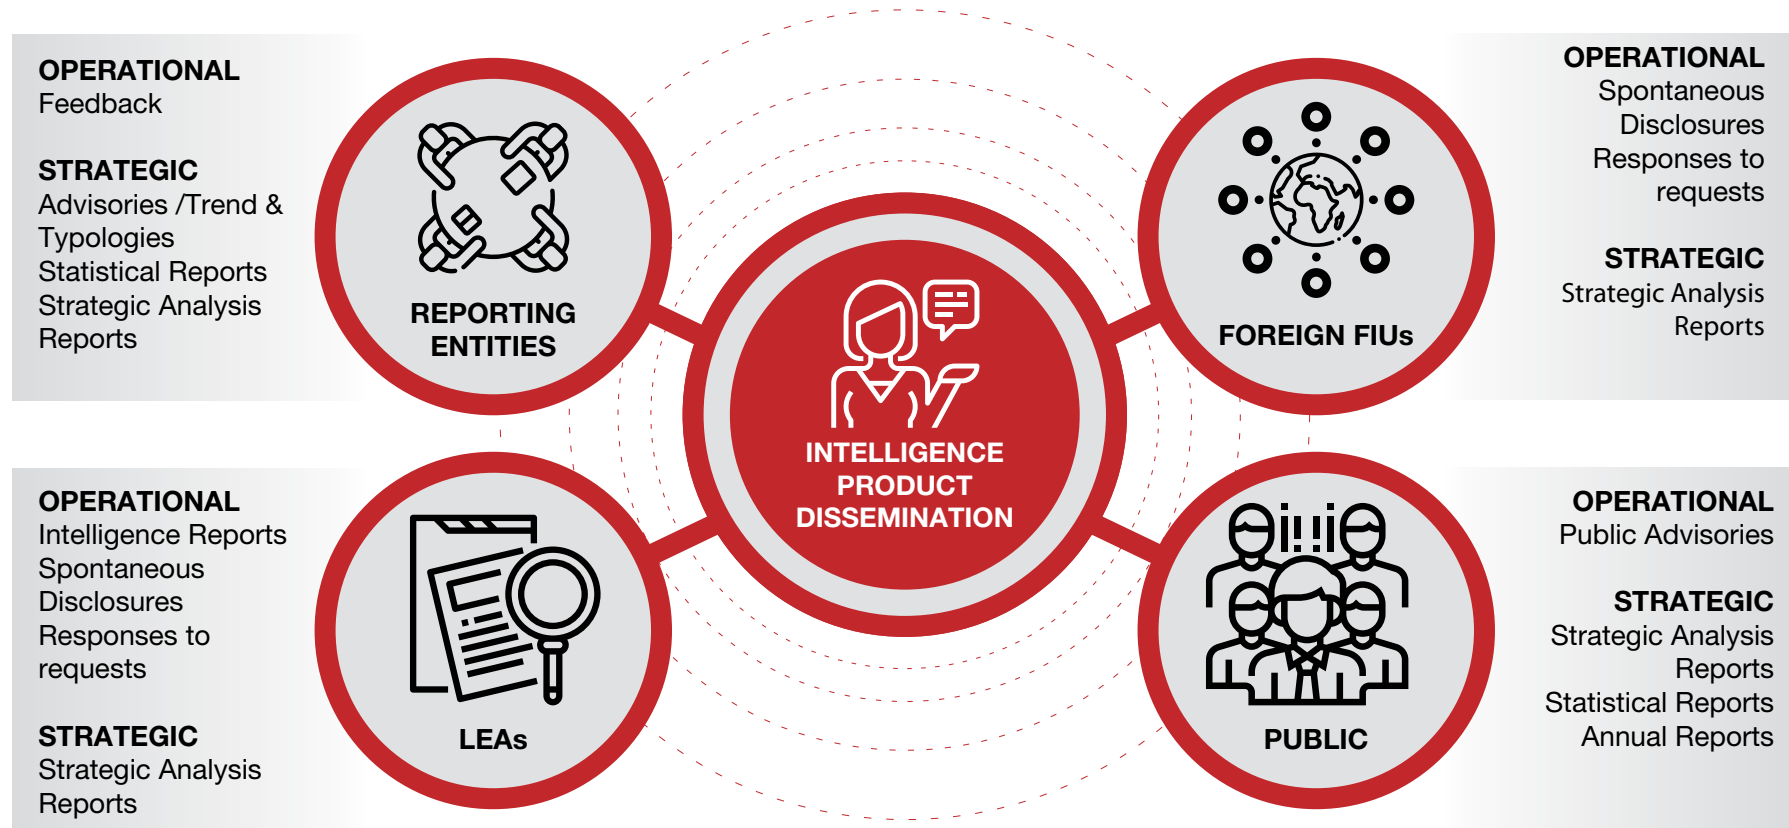 OPERATIONAL
Feedback
STRATEGIC
Advisories /Trend &
Typologies
Statistical Reports
Strategic Analysis
Reports
REPORTING
ENTITIES
OPERATIONAL
Spontaneous
Disclosures
Responses to
requests
STRATEGIC
Strategic Analysis
Reports
FOREIGN FIUs
INTELLIGENCE
PRODUCT
DISSEMINATION
OPERATIONAL
Intelligence Reports
Spontaneous
Disclosures
Responses to
requests
STRATEGIC
Strategic Analysis
Reports
LEAs
OPERATIONAL
Public Advisories
STRATEGIC
Strategic Analysis
Reports
Statistical Reports
Annual Reports
PUBLIC